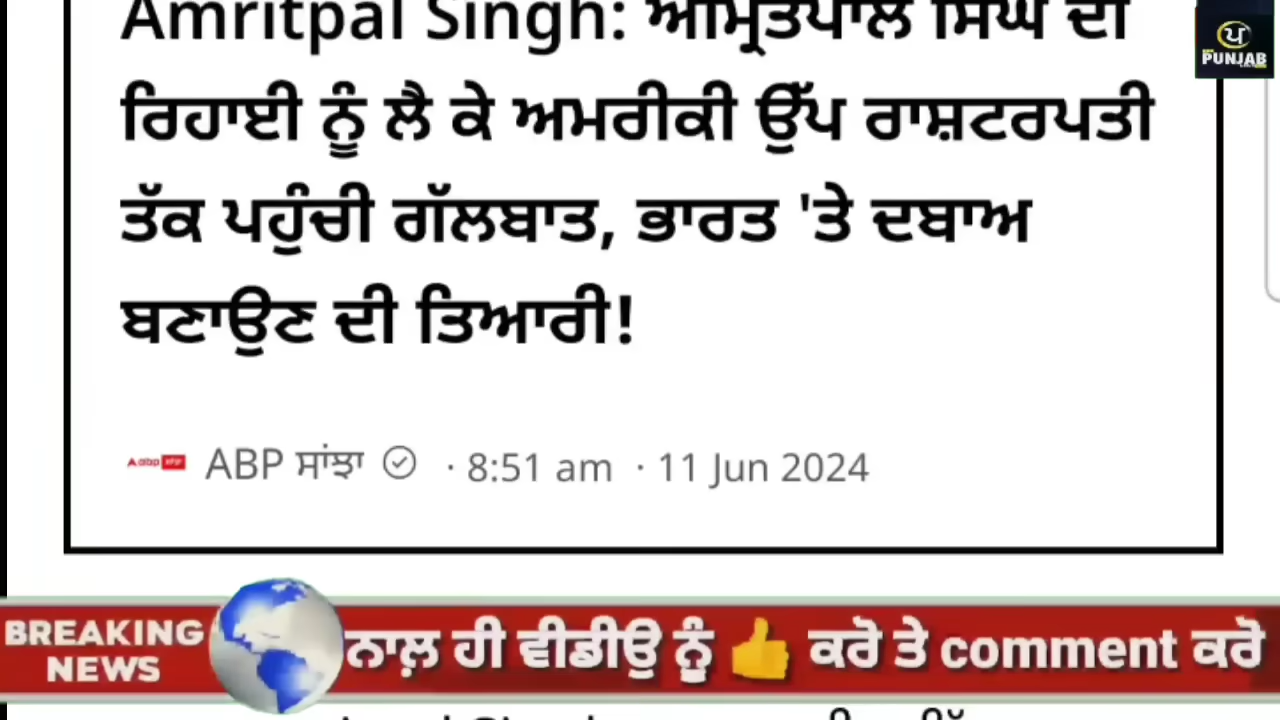 Amritpal Singh: ਅੰਮ੍ਰਿਤਪਾਲ ਸਿੰਘ ਦੀ
ਰਿਹਾਈ ਨੂੰ ਲੈ ਕੇ ਅਮਰੀਕੀ ਉੱਪ ਰਾਸ਼ਟਰਪਤੀ
ਤੱਕ ਪਹੁੰਚੀ ਗੱਲਬਾਤ, ਭਾਰਤ 'ਤੇ ਦਬਾਅ
ਬਣਾਉਣ ਦੀ ਤਿਆਰੀ!
ABP ਸਾਂਝਾ · 8:51 am · 11 Jun 2024
ਪ
PUNJAB
BREAKING
NEWS
ਨਾਲ਼ ਹੀ ਵੀਡੀਉ ਨੂੰ 👍 ਕਰੋ ਤੇ comment ਕਰੋ